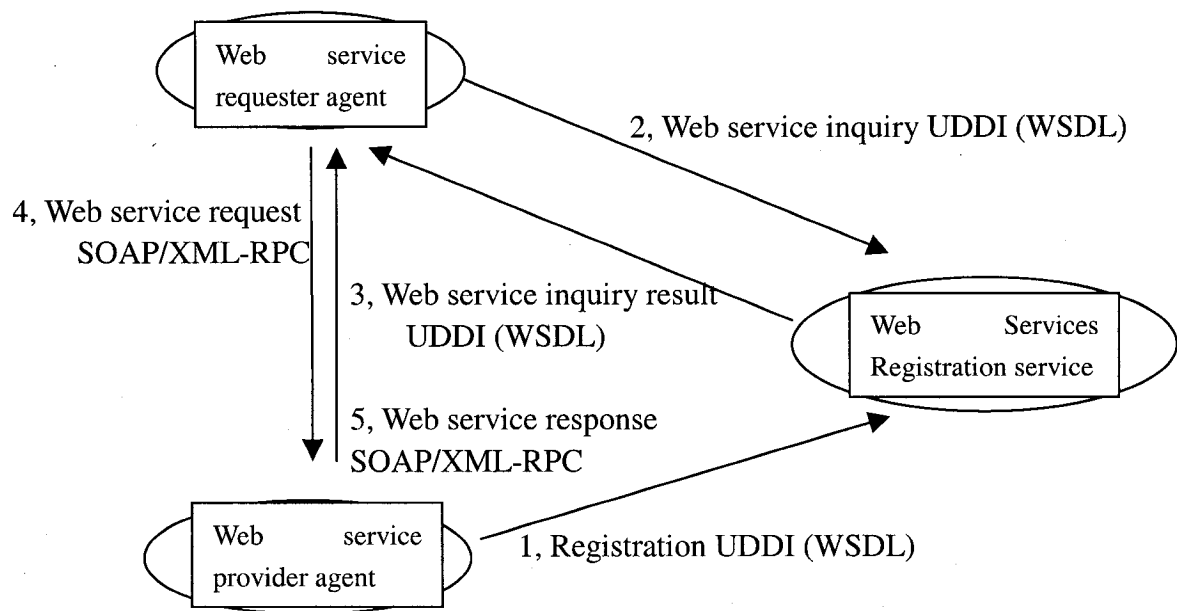 Web service
requester agent
2, Web service inquiry UDDI (WSDL)
4, Web service request
SOAP/XML-RPC
3, Web service inquiry result
UDDI (WSDL)
Web Services
Registration service
5, Web service response
SOAP/XML-RPC
Web service
provider agent
1, Registration UDDI (WSDL)